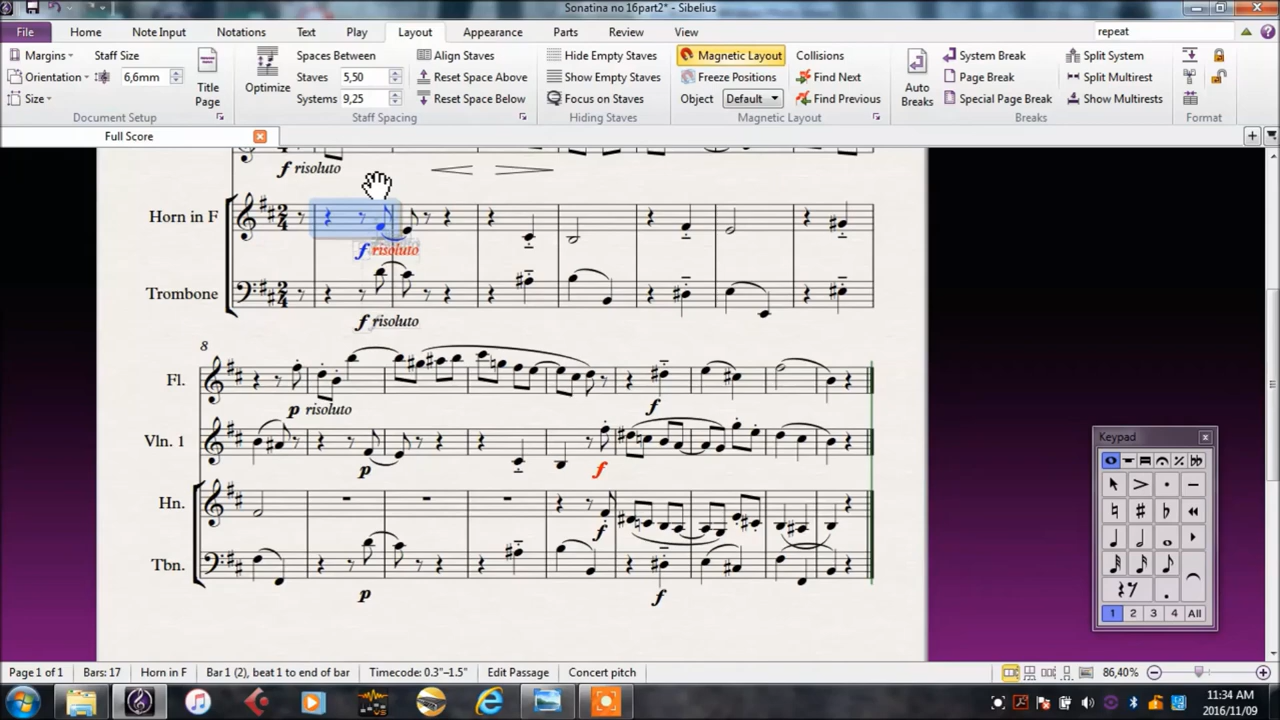 Sonatina no 16part2* - Sibelius
File Home Note Input Notations Text Play Layout Appearance Parts Review View repeat
Margins Staff Size Spaces Between Align Staves Hide Empty Staves Magnetic Layout Collisions System Break Split System
Orientation 6,6mm Staves 5,50 Reset Space Above Show Empty Staves Freeze Positions Find Next Page Break Split Multirest
Size Title Page Optimize Systems 9,25 Reset Space Below Focus on Staves Object Default Find Previous Auto Breaks Special Page Break Show Multirests
Document Setup Staff Spacing Hiding Staves Magnetic Layout Breaks Format
Full Score
f risoluto
Horn in F
f risoluto
Trombone
f risoluto
8
Fl.
p risoluto f
Vln. 1
p f
Hn.
f
Tbn.
p f
Keypad
1 2 3 4 All
Page 1 of 1 Bars: 17 Horn in F Bar 1 (2), beat 1 to end of bar Timecode: 0.3"–1.5" Edit Passage Concert pitch 86,40%
11:34 AM
2016/11/09